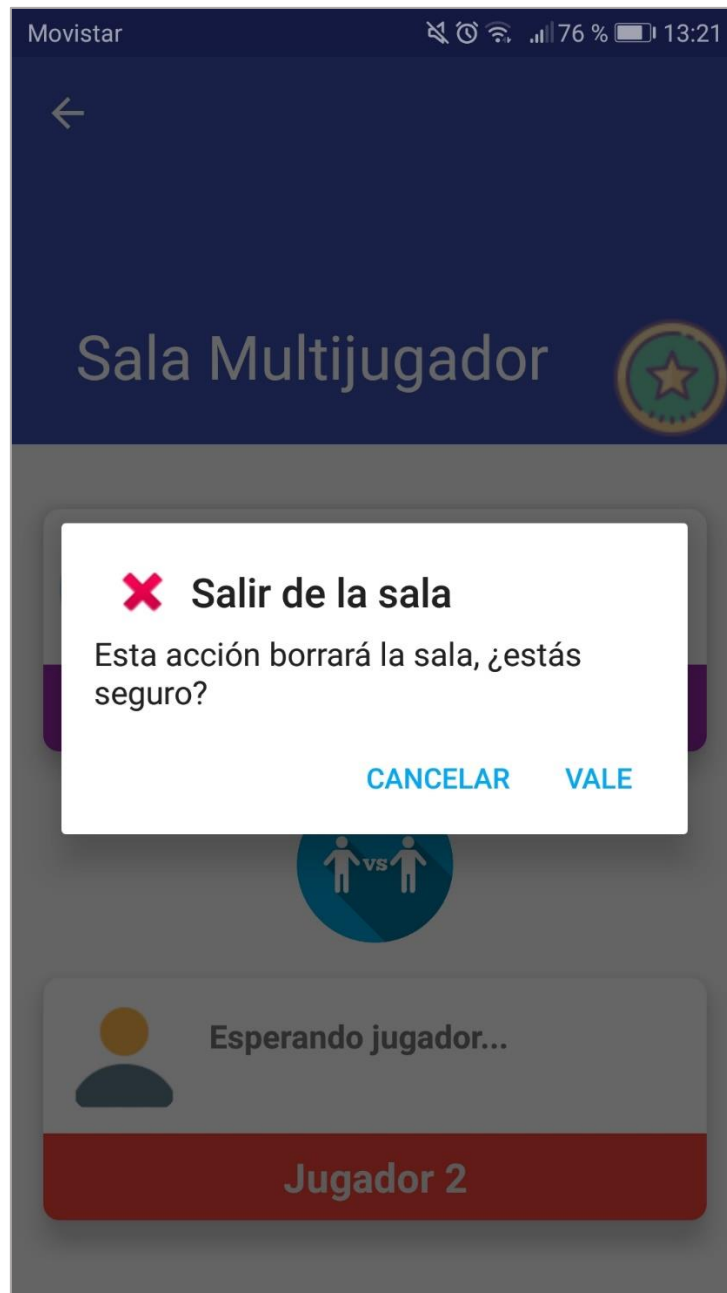 Movistar 76 % 13:21
Sala Multijugador
Salir de la sala
Esta acción borrará la sala, ¿estás
seguro?
CANCELAR VALE
vs
Esperando jugador...
Jugador 2